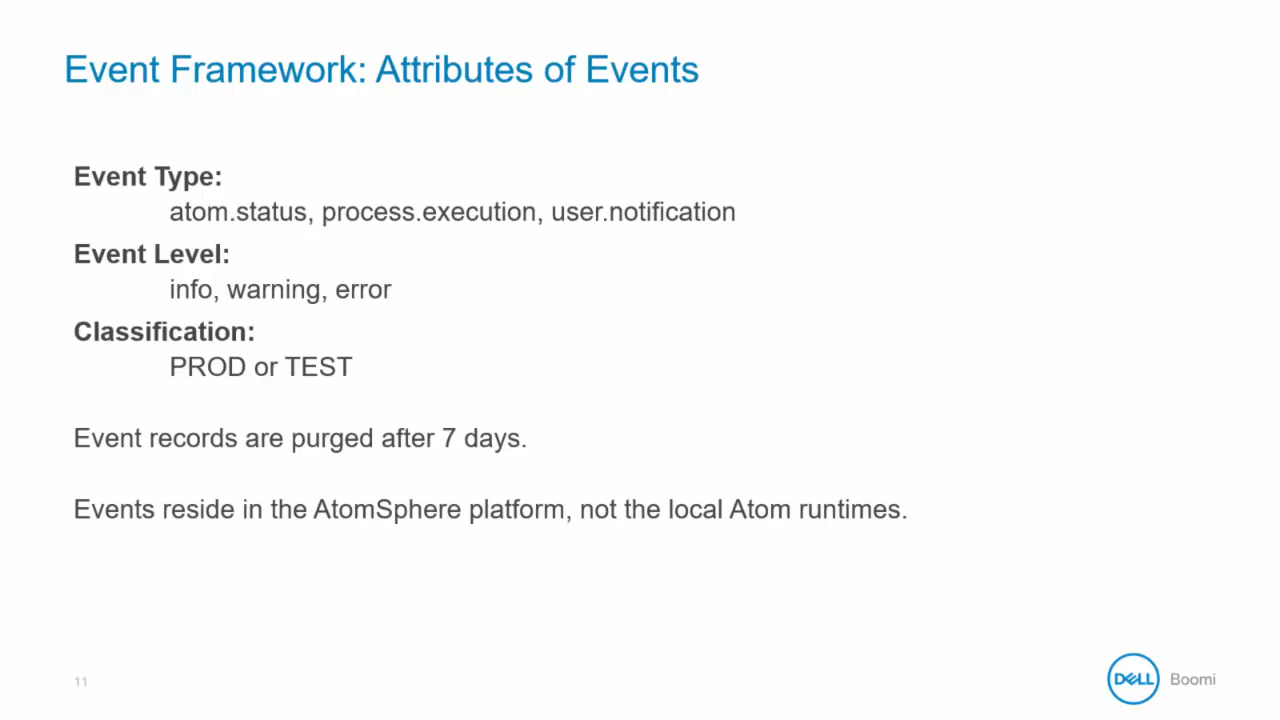 Event Framework: Attributes of Events
Event Type:
atom.status, process.execution, user.notification
Event Level:
info, warning, error
Classification:
PROD or TEST
Event records are purged after 7 days.
Events reside in the AtomSphere platform, not the local Atom runtimes.
11
DELL Boomi